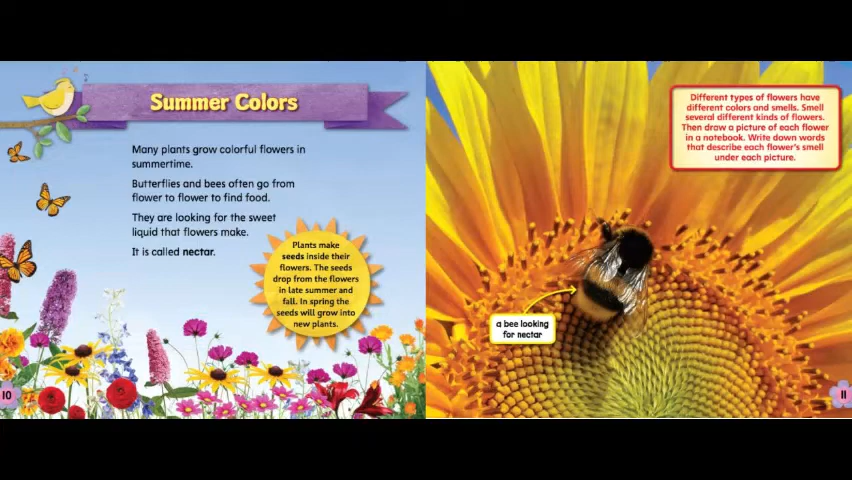 Summer Colors
Many plants grow colorful flowers in
summertime.
Butterflies and bees often go from
flower to flower to find food.
They are looking for the sweet
liquid that flowers make.
It is called nectar.
Plants make
seeds inside their
flowers. The seeds
drop from the flowers
in late summer and
fall. In spring the
seeds will grow into
new plants.
10
Different types of flowers have
different colors and smells. Smell
several different kinds of flowers.
Then draw a picture of each flower
in a notebook. Write down words
that describe each flower's smell
under each picture.
a bee looking
for nectar
11